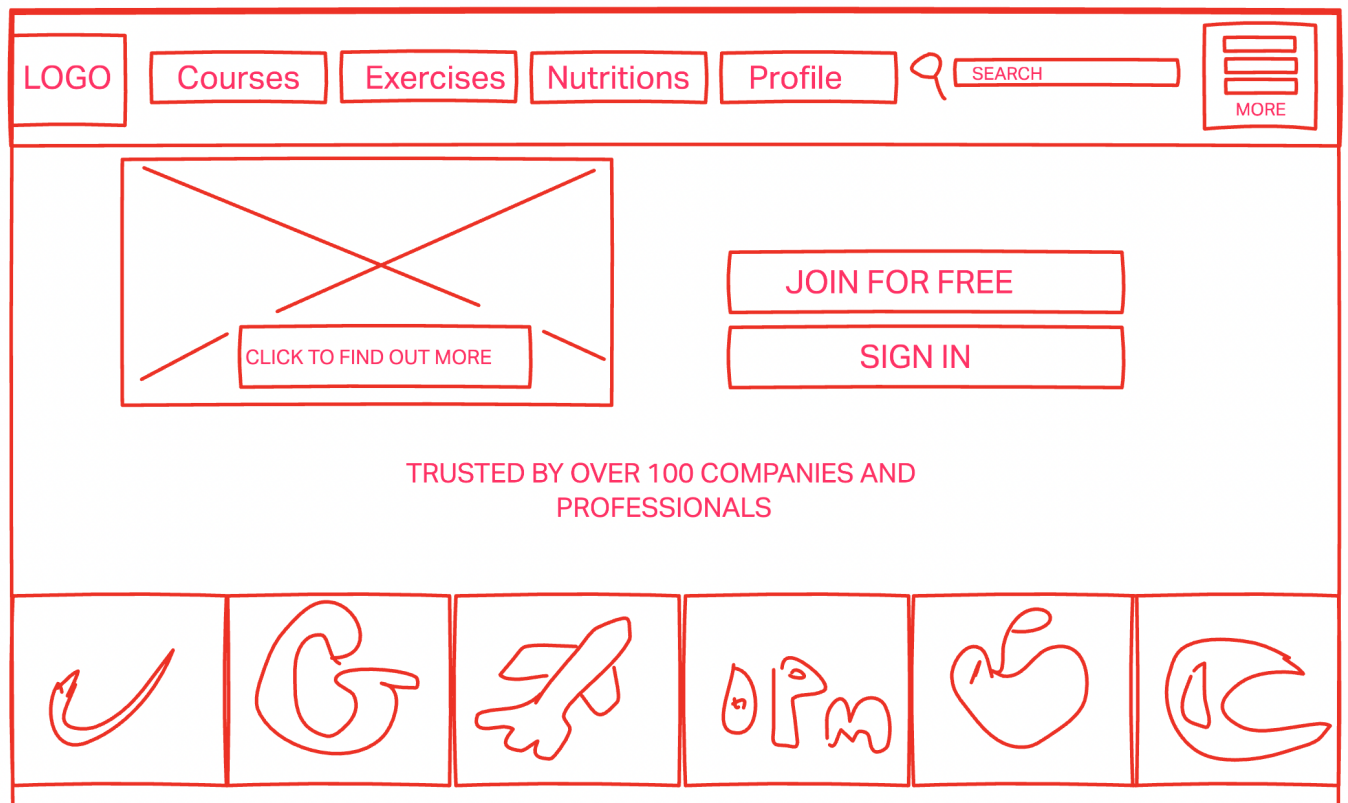 LOGO
Courses
Exercises
Nutritions
Profile
SEARCH
MORE
CLICK TO FIND OUT MORE
JOIN FOR FREE
SIGN IN
TRUSTED BY OVER 100 COMPANIES AND
PROFESSIONALS
G